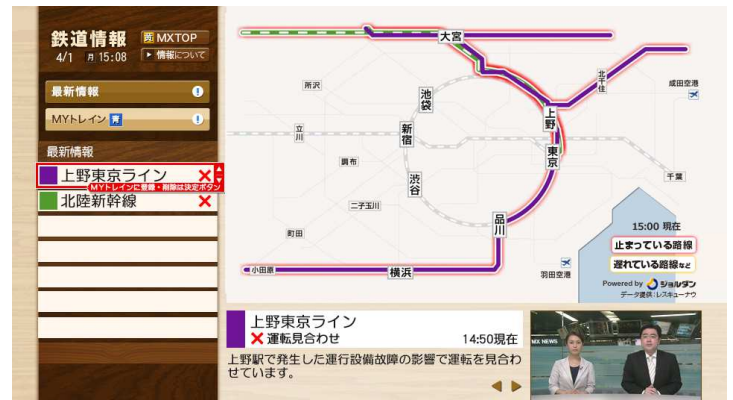 鉄道情報
黄 MXTOP
4/1 月 15:08
▶ 情報について
最新情報
MYトレイン 青
最新情報
上野東京ライン
MYトレインに登録・削除は決定ボタン
北陸新幹線
大宮
所沢
池袋
北千住
成田空港
上野
立川
新宿
東京
調布
渋谷
千葉
二子玉川
品川
町田
小田原
横浜
羽田空港
15:00 現在
止まっている路線
遅れている路線など
Powered by ジョルダン
データ提供:レスキューナウ
上野東京ライン
運転見合わせ 14:50現在
上野駅で発生した運行設備故障の影響で運転を見合わ
せています。
MX NEWS